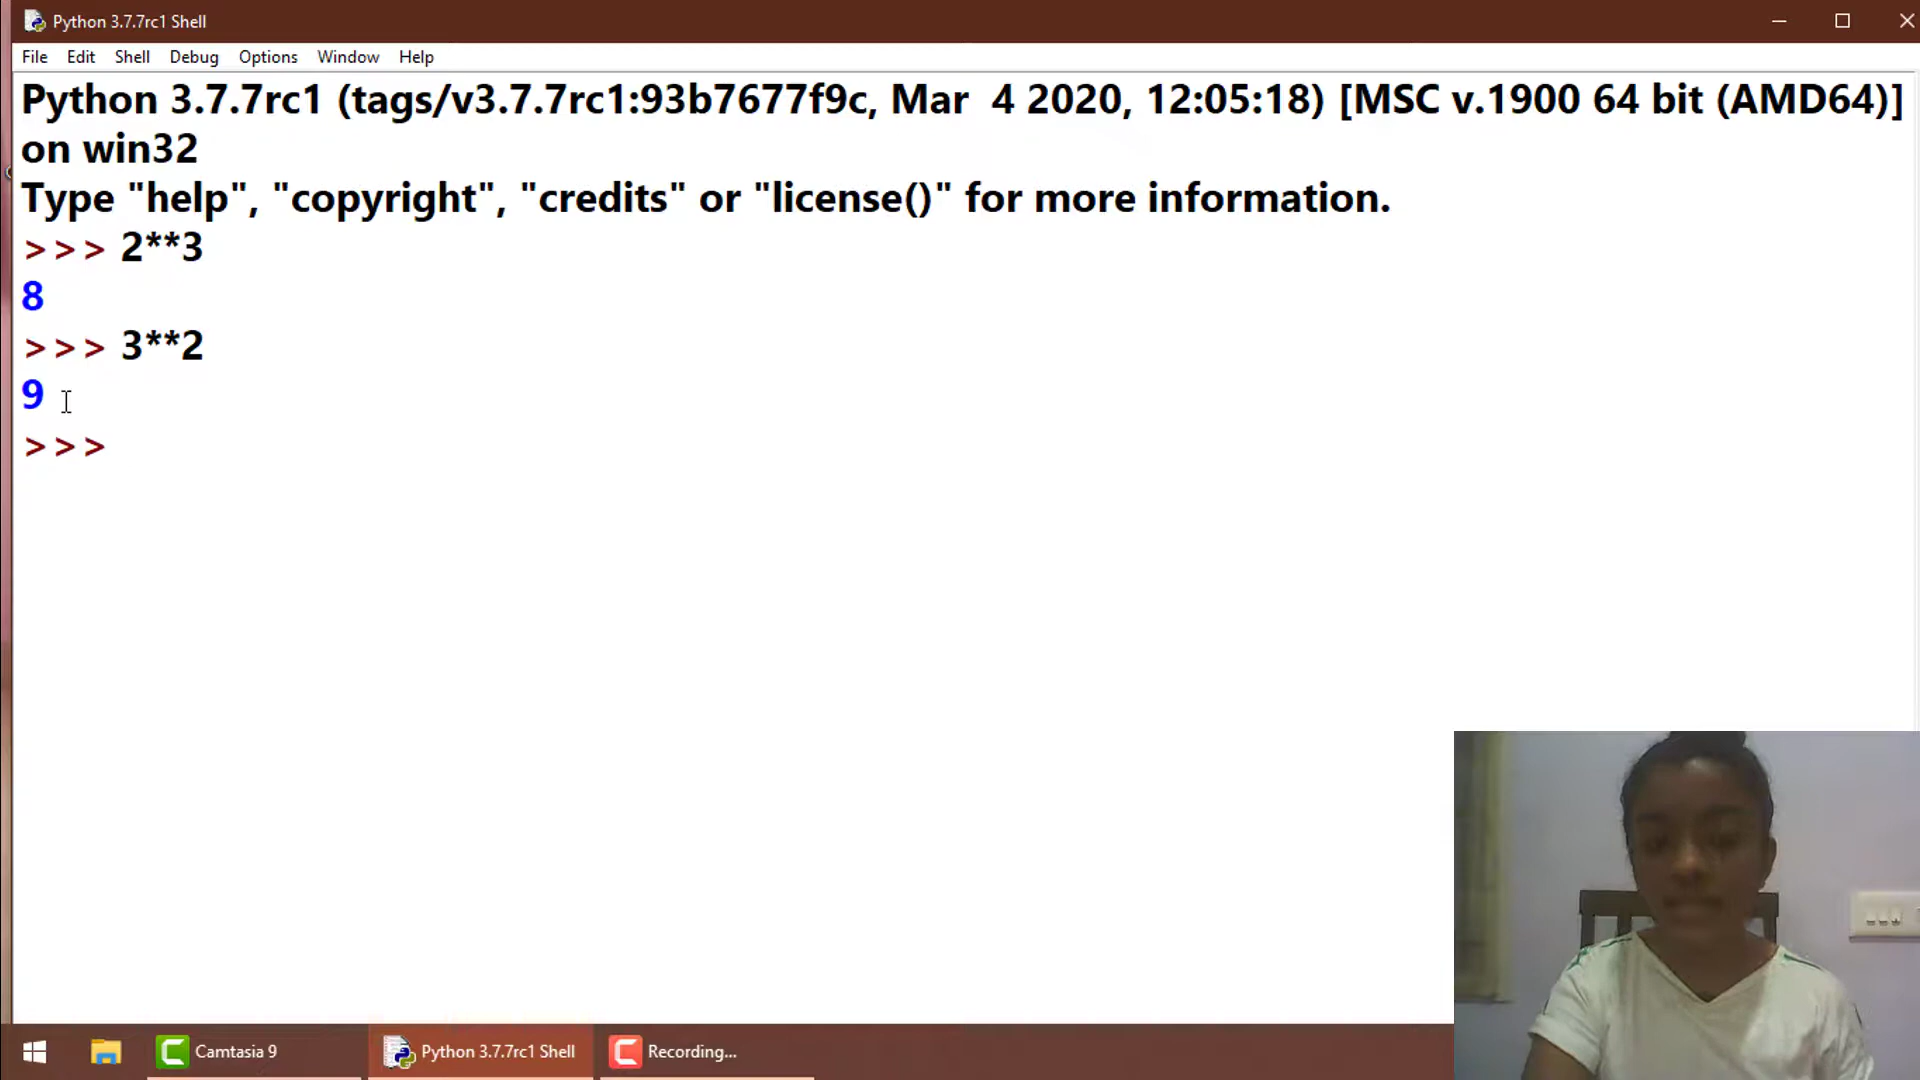 Python 3.7.7rc1 Shell
File Edit Shell Debug Options Window Help
Python 3.7.7rc1 (tags/v3.7.7rc1:93b7677f9c, Mar  4 2020, 12:05:18) [MSC v.1900 64 bit (AMD64)]
on win32
Type "help", "copyright", "credits" or "license()" for more information.
>>> 2**3
8
>>> 3**2
9
>>>
Camtasia 9 Python 3.7.7rc1 Shell Recording...